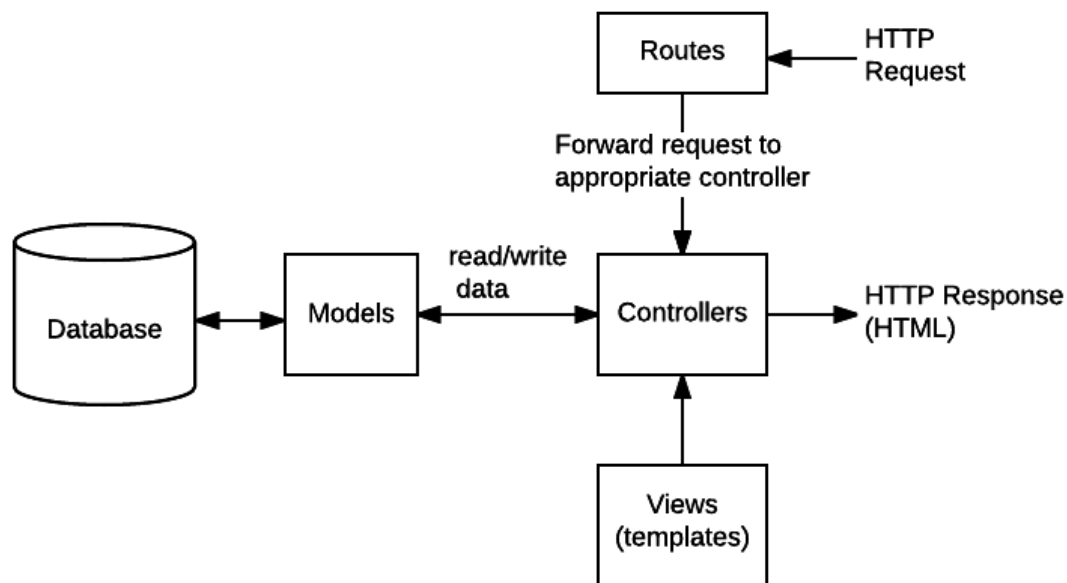 Routes
HTTP
Request
Forward request to
appropriate controller
read/write
data
Database
Models
Controllers
HTTP Response
(HTML)
Views
(templates)